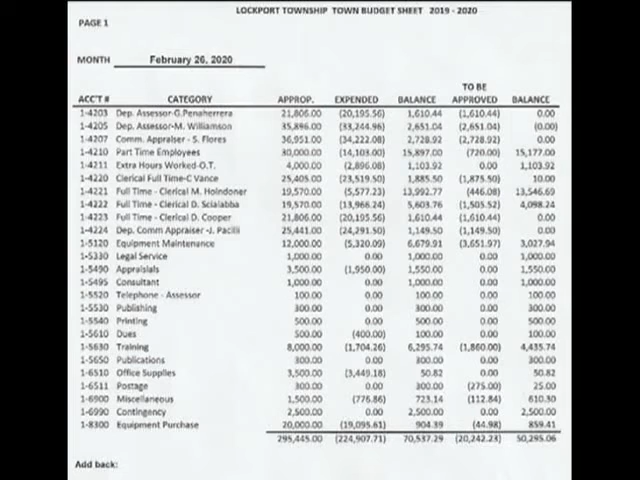 LOCKPORT TOWNSHIP TOWN BUDGET SHEET 2019 - 2020
PAGE 1
MONTH February 26, 2020
TO BE
ACC'T # CATEGORY APPROP. EXPENDED BALANCE APPROVED BALANCE
1-4203 Dep. Assessor-G.Penaherrera 21,806.00 (20,195.56) 1,610.44 (1,610.44) 0.00
1-4205 Dep. Assessor-M. Williamson 35,896.00 (33,244.96) 2,651.04 (2,651.04) (0.00)
1-4207 Comm. Appraiser - S. Flores 36,951.00 (34,222.08) 2,728.92 (2,728.92) 0.00
1-4210 Part Time Employees 30,000.00 (14,103.00) 15,897.00 (720.00) 15,177.00
1-4211 Extra Hours Worked-O.T. 4,000.00 (2,896.08) 1,103.92 0.00 1,103.92
1-4220 Clerical Full Time-C Vance 25,405.00 (23,519.50) 1,885.50 (1,875.50) 10.00
1-4221 Full Time - Clerical M. Hoindoner 19,570.00 (5,577.23) 13,992.77 (446.08) 13,546.69
1-4222 Full Time - Clerical D. Scialabba 19,570.00 (13,966.24) 5,603.76 (1,505.52) 4,098.24
1-4223 Full Time - Clerical D. Cooper 21,806.00 (20,195.56) 1,610.44 (1,610.44) 0.00
1-4224 Dep. Comm Appraiser -J. Pacilli 25,441.00 (24,291.50) 1,149.50 (1,149.50) 0.00
1-5120 Equipment Maintenance 12,000.00 (5,320.09) 6,679.91 (3,651.97) 3,027.94
1-5330 Legal Service 1,000.00 0.00 1,000.00 0.00 1,000.00
1-5490 Appraisials 3,500.00 (1,950.00) 1,550.00 0.00 1,550.00
1-5495 Consultant 1,000.00 0.00 1,000.00 0.00 1,000.00
1-5520 Telephone - Assessor 100.00 0.00 100.00 0.00 100.00
1-5530 Publishing 300.00 0.00 300.00 0.00 300.00
1-5540 Printing 500.00 0.00 500.00 0.00 500.00
1-5610 Dues 500.00 (400.00) 100.00 0.00 100.00
1-5630 Training 8,000.00 (1,704.26) 6,295.74 (1,860.00) 4,435.74
1-5650 Publications 300.00 0.00 300.00 0.00 300.00
1-6510 Office Supplies 3,500.00 (3,449.18) 50.82 0.00 50.82
1-6511 Postage 300.00 0.00 300.00 (275.00) 25.00
1-6900 Miscellaneous 1,500.00 (776.86) 723.14 (112.84) 610.30
1-6990 Contingency 2,500.00 0.00 2,500.00 0.00 2,500.00
1-8300 Equipment Purchase 20,000.00 (19,095.61) 904.39 (44.98) 859.41
295,445.00 (224,907.71) 70,537.29 (20,242.23) 50,295.06
Add back: